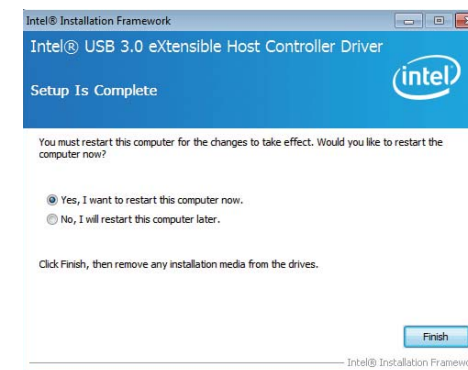 Intel® Installation Framework
Intel® USB 3.0 eXtensible Host Controller Driver
intel®
Setup Is Complete
You must restart this computer for the changes to take effect. Would you like to restart the
computer now?
Yes, I want to restart this computer now.
No, I will restart this computer later.
Click Finish, then remove any installation media from the drives.
Finish
Intel® Installation Framewo